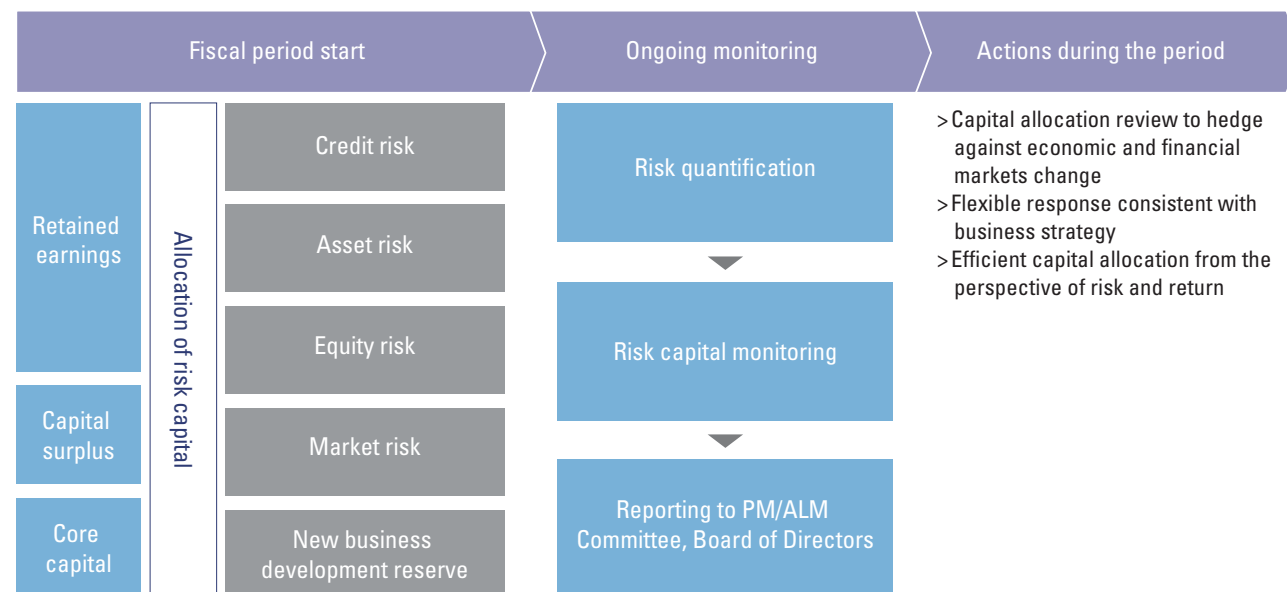 Fiscal period start
Ongoing monitoring
Actions during the period
Retained
earnings
Capital
surplus
Core
capital
Allocation of risk capital
Credit risk
Asset risk
Equity risk
Market risk
New business
development reserve
Risk quantification
Risk capital monitoring
Reporting to PM/ALM
Committee, Board of Directors
>Capital allocation review to hedge
against economic and financial
markets change
>Flexible response consistent with
business strategy
>Efficient capital allocation from the
perspective of risk and return